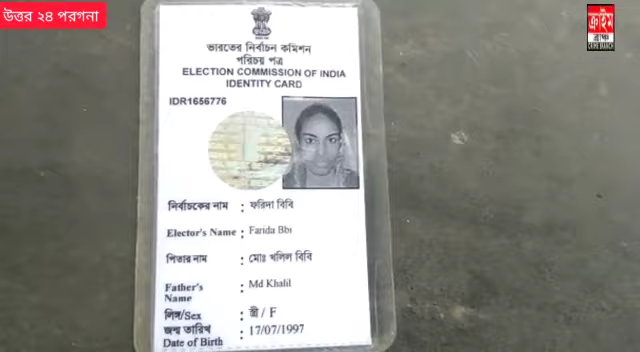 উত্তর ২৪ পরগনা
ক্রাইম
ব্রাঞ্চ
CRIME BRANCH
ভারতের নির্বাচন কমিশন
পরিচয় পত্র
ELECTION COMMISSION OF INDIA
IDENTITY CARD
IDR1656776
নির্বাচকের নাম : ফরিদা বিবি
Elector's Name : Farida Bbi
পিতার নাম : মোঃ খলিল বিবি
Father's Name : Md Khalil
লিঙ্গ/Sex : স্ত্রী / F
জন্ম তারিখ
Date of Birth : 17/07/1997